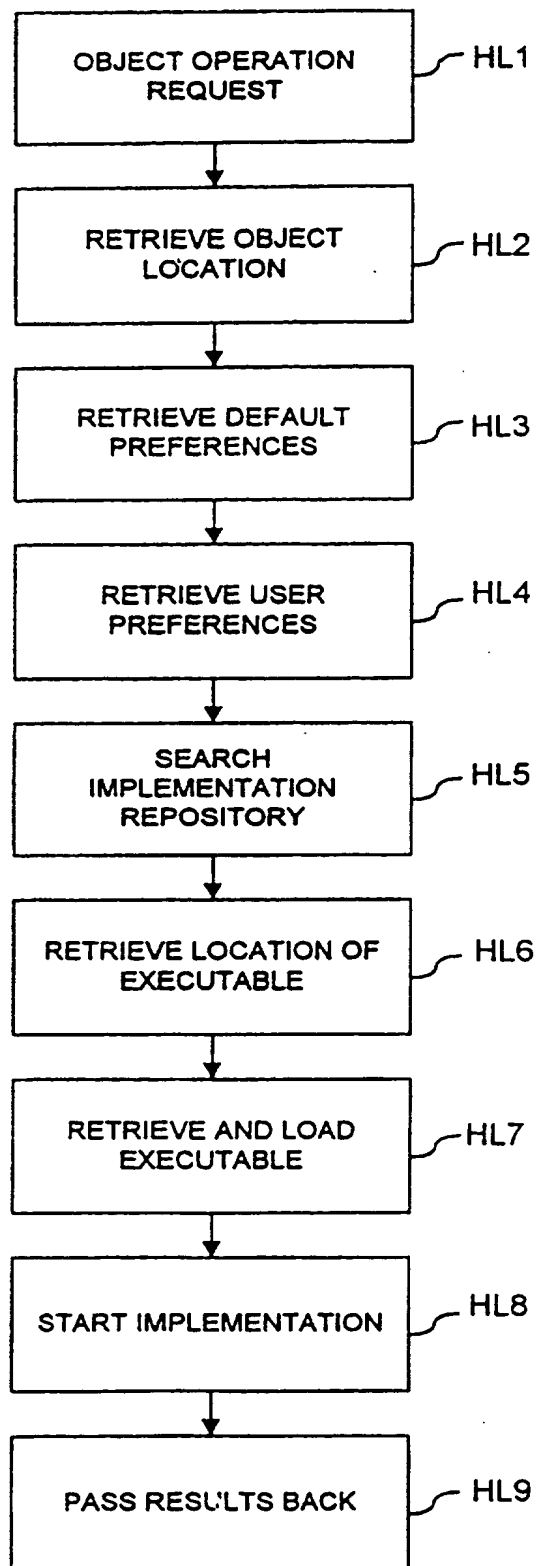 OBJECT OPERATION
REQUEST
HL1
RETRIEVE OBJECT
LOCATION
HL2
RETRIEVE DEFAULT
PREFERENCES
HL3
RETRIEVE USER
PREFERENCES
HL4
SEARCH
IMPLEMENTATION
REPOSITORY
HL5
RETRIEVE LOCATION OF
EXECUTABLE
HL6
RETRIEVE AND LOAD
EXECUTABLE
HL7
START IMPLEMENTATION
HL8
PASS RESULTS BACK
HL9